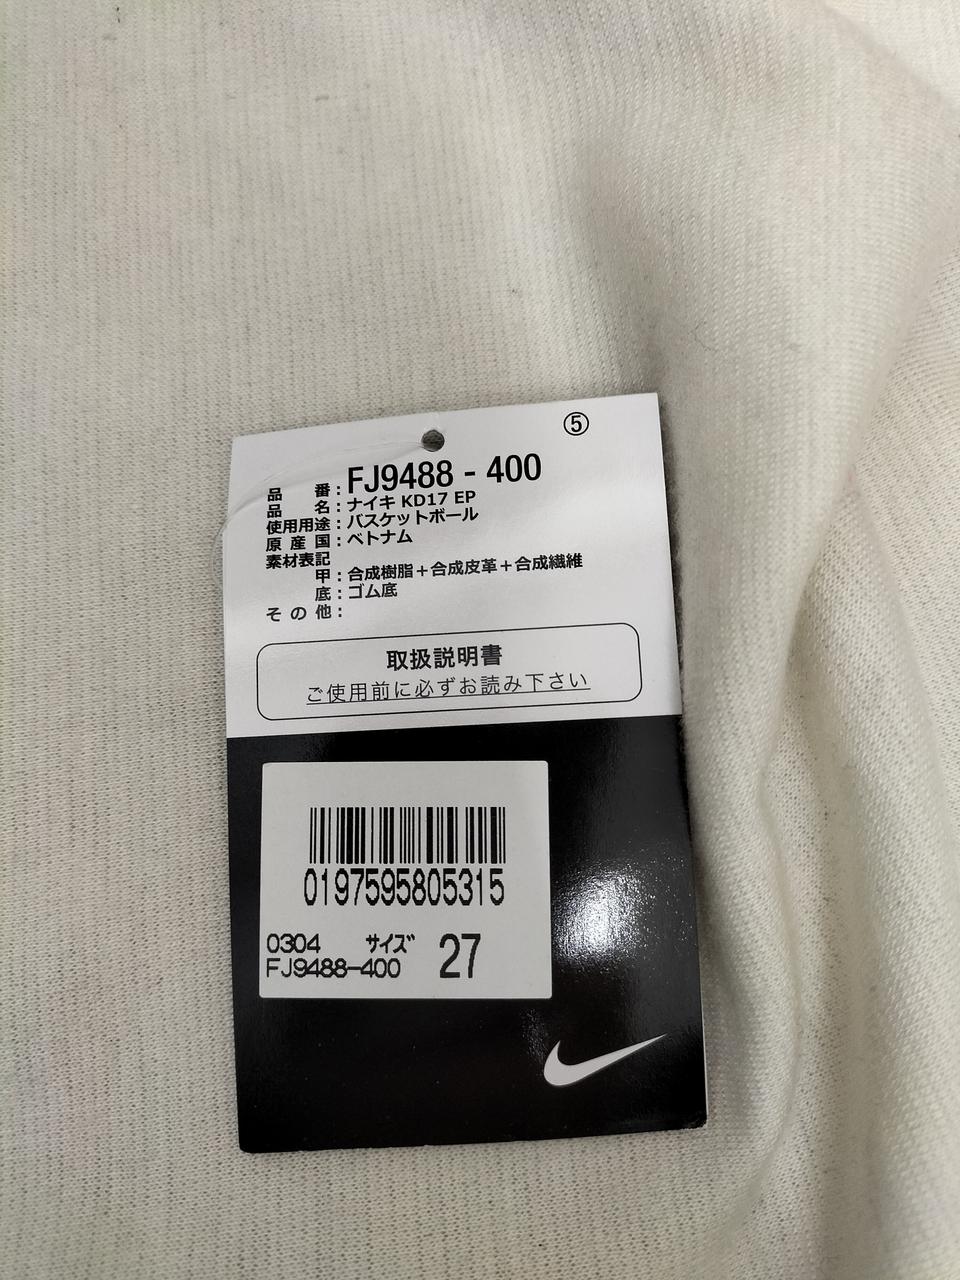 ⑤
品 番 : FJ9488 - 400
品 名 : ナイキ KD17 EP
使用用途 : バスケットボール
原 産 国 : ベトナム
素材表記
甲 : 合成樹脂+合成皮革+合成繊維
底 : ゴム底
そ の 他 :
取扱説明書
ご使用前に必ずお読み下さい
0197595805315
0304 サイズ 27
FJ9488-400